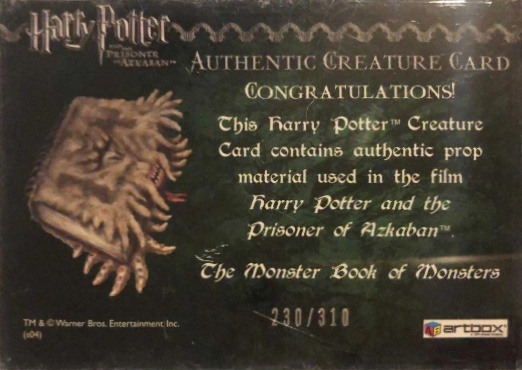 Harry Potter
AND THE
PRISONER
OF AZKABAN™
AUTHENTIC CREATURE CARD
CONGRATULATIONS!
This Harry Potter™ Creature
Card contains authentic prop
material used in the film
Harry Potter and the
Prisoner of Azkaban™.
The Monster Book of Monsters
230/310
TM & © Warner Bros. Entertainment Inc.
(s04)
artbox